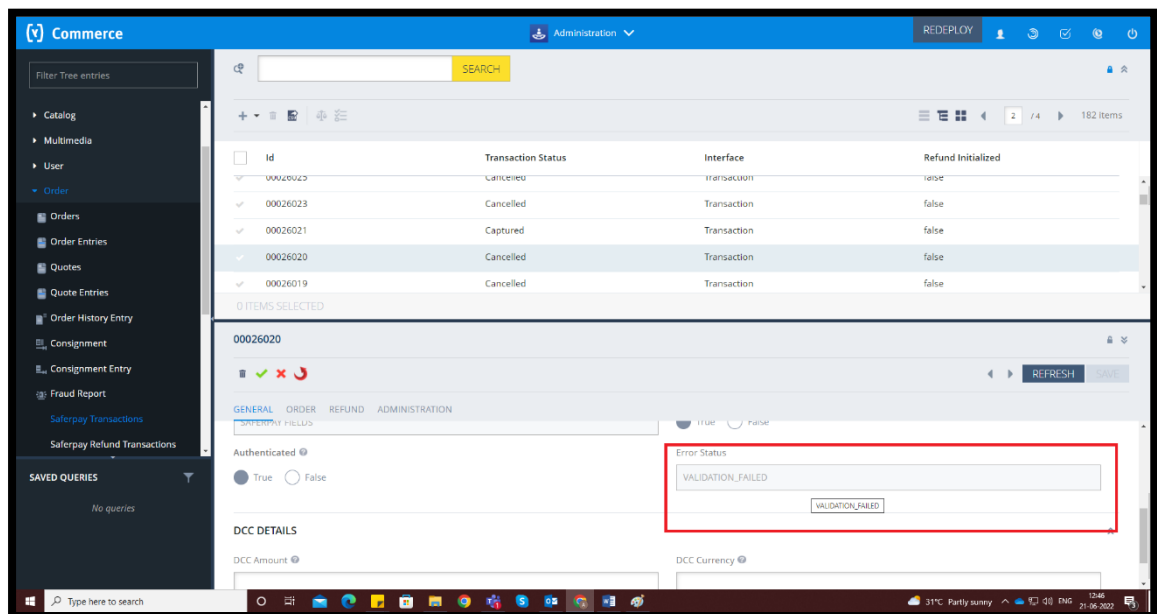 (y) Commerce
Administration
REDEPLOY
Filter Tree entries
SEARCH
Catalog
Multimedia
User
Order
Orders
Order Entries
Quotes
Quote Entries
Order History Entry
Consignment
Consignment Entry
Fraud Report
Saferpay Transactions
Saferpay Refund Transactions
SAVED QUERIES
No queries
2 / 4 182 items
Id Transaction Status Interface Refund Initialized
00026025 Cancelled Transaction false
00026023 Cancelled Transaction false
00026021 Captured Transaction false
00026020 Cancelled Transaction false
00026019 Cancelled Transaction false
0 ITEMS SELECTED
00026020
REFRESH SAVE
GENERAL ORDER REFUND ADMINISTRATION
SAFERPAY FIELDS True False
Authenticated Error Status
True False VALIDATION_FAILED
VALIDATION_FAILED
DCC DETAILS
DCC Amount DCC Currency
Type here to search
31°C Partly sunny ENG 12:46
21-06-2022